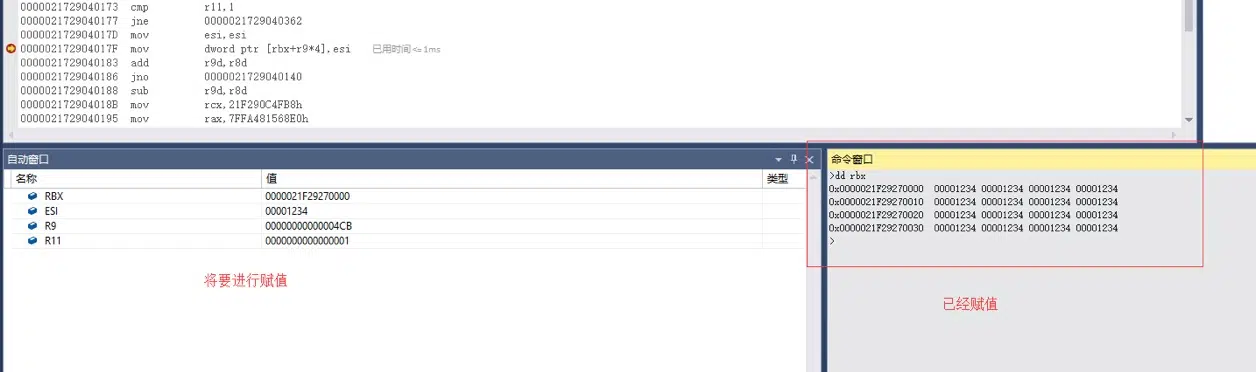 0000021729040173 cmp r11,1
0000021729040177 jne 0000021729040362
000002172904017D mov esi,esi
000002172904017F mov dword ptr [rbx+r9*4],esi 已用时间 <= 1ms
0000021729040183 add r9d,r8d
0000021729040186 jno 0000021729040140
0000021729040188 sub r9d,r8d
000002172904018B mov rcx,21F290C4FB8h
0000021729040195 mov rax,7FFA481568E0h
自动窗口
名称 值 类型
RBX 0000021F29270000
ESI 00001234
R9 00000000000004CB
R11 0000000000000001
将要进行赋值
命令窗口
>dd rbx
0x0000021F29270000 00001234 00001234 00001234 00001234
0x0000021F29270010 00001234 00001234 00001234 00001234
0x0000021F29270020 00001234 00001234 00001234 00001234
0x0000021F29270030 00001234 00001234 00001234 00001234
>
已经赋值